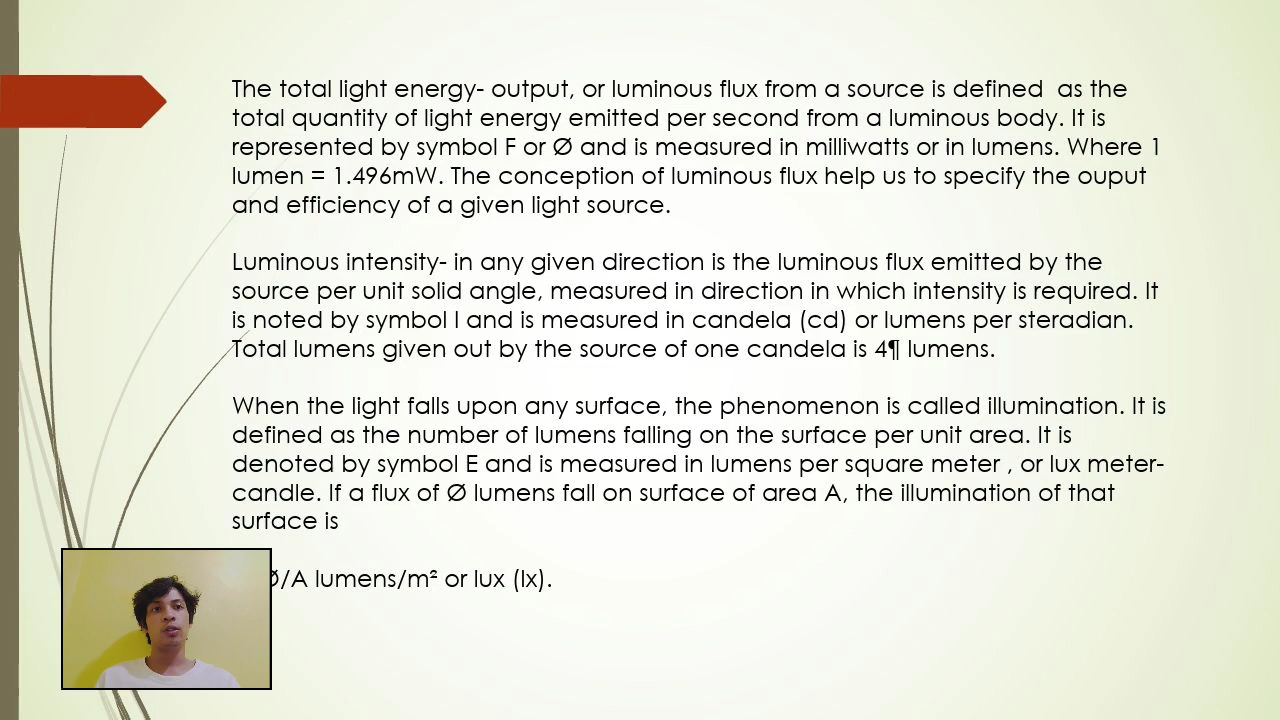 The total light energy- output, or luminous flux from a source is defined  as the
total quantity of light energy emitted per second from a luminous body. It is
represented by symbol F or Ø and is measured in milliwatts or in lumens. Where 1
lumen = 1.496mW. The conception of luminous flux help us to specify the ouput
and efficiency of a given light source.
Luminous intensity- in any given direction is the luminous flux emitted by the
source per unit solid angle, measured in direction in which intensity is required. It
is noted by symbol I and is measured in candela (cd) or lumens per steradian.
Total lumens given out by the source of one candela is 4¶ lumens.
When the light falls upon any surface, the phenomenon is called illumination. It is
defined as the number of lumens falling on the surface per unit area. It is
denoted by symbol E and is measured in lumens per square meter , or lux meter-
candle. If a flux of Ø lumens fall on surface of area A, the illumination of that
surface is
Ø/A lumens/m² or lux (lx).